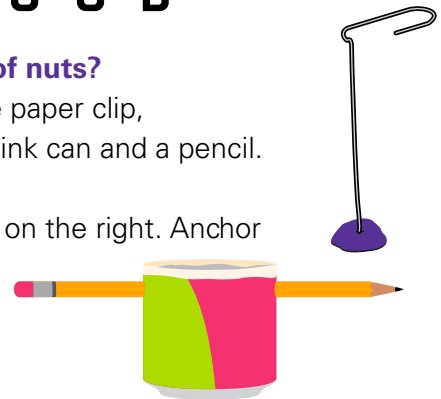 of nuts?
paper clip,
ink can and a pencil.
on the right. Anchor